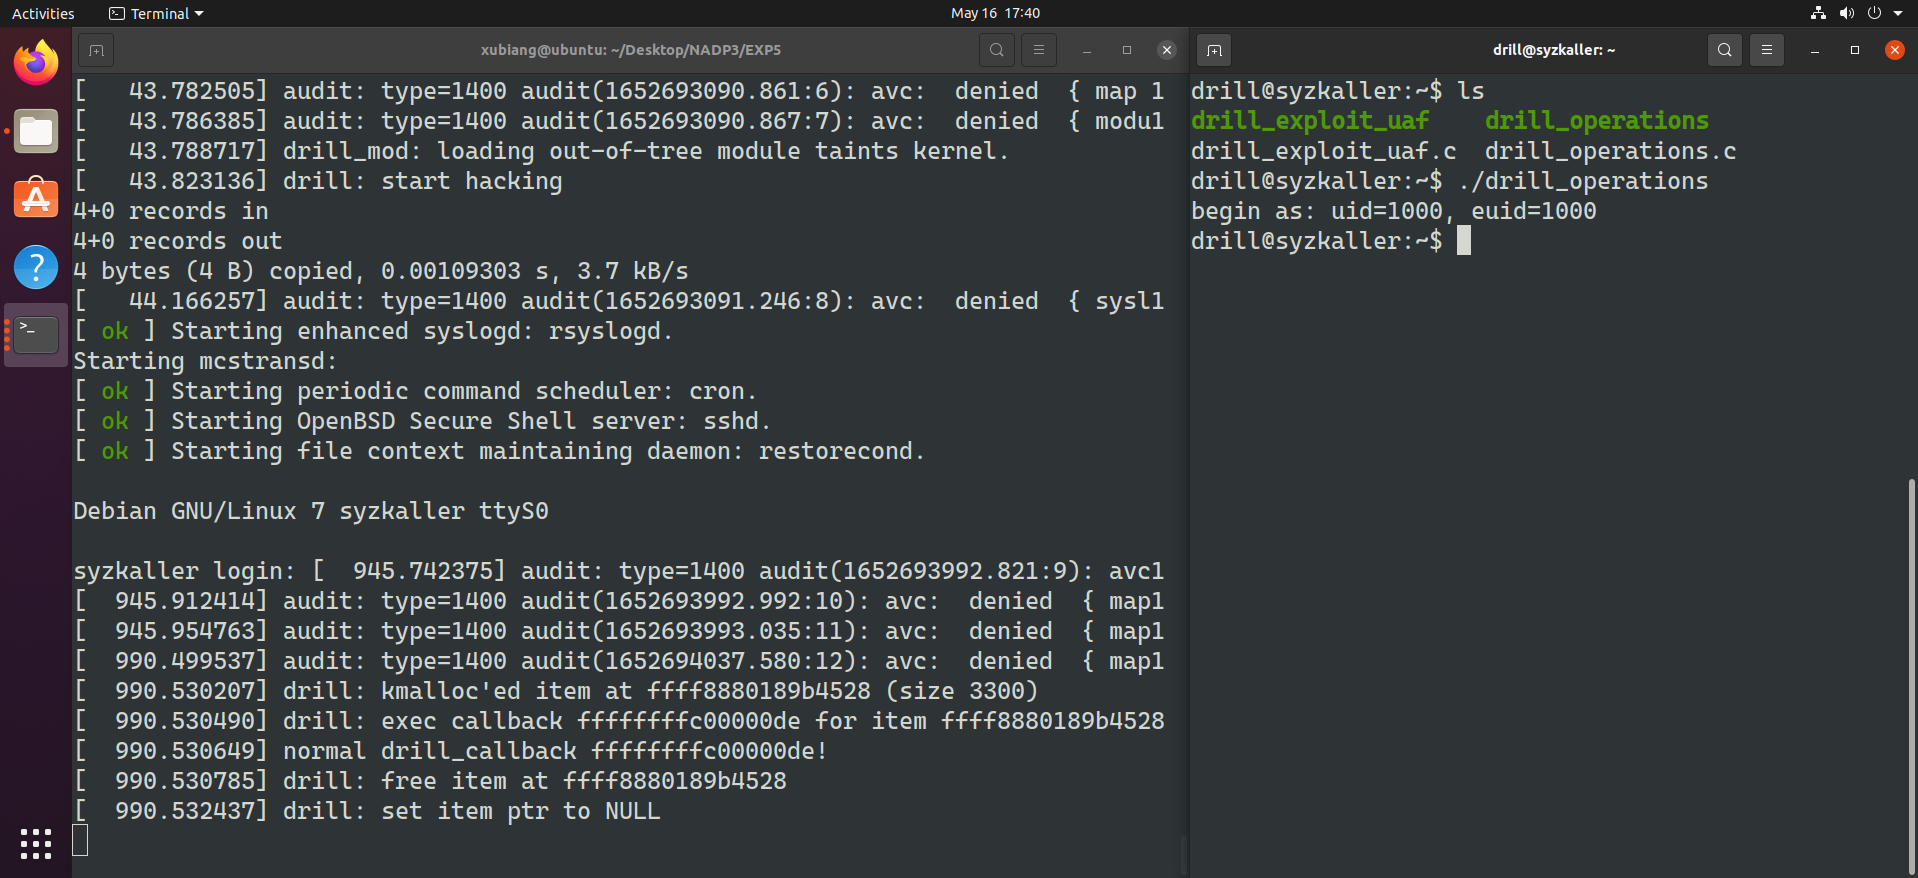 Activities
Terminal
May 16 17:40
xubiang@ubuntu: ~/Desktop/NADP3/EXP5
[   43.782505] audit: type=1400 audit(1652693090.861:6): avc:  denied  { map 1
[   43.786385] audit: type=1400 audit(1652693090.867:7): avc:  denied  { modu1
[   43.788717] drill_mod: loading out-of-tree module taints kernel.
[   43.823136] drill: start hacking
4+0 records in
4+0 records out
4 bytes (4 B) copied, 0.00109303 s, 3.7 kB/s
[   44.166257] audit: type=1400 audit(1652693091.246:8): avc:  denied  { sysl1
[ ok ] Starting enhanced syslogd: rsyslogd.
Starting mcstransd:
[ ok ] Starting periodic command scheduler: cron.
[ ok ] Starting OpenBSD Secure Shell server: sshd.
[ ok ] Starting file context maintaining daemon: restorecond.
Debian GNU/Linux 7 syzkaller ttyS0
syzkaller login: [  945.742375] audit: type=1400 audit(1652693992.821:9): avc1
[  945.912414] audit: type=1400 audit(1652693992.992:10): avc:  denied  { map1
[  945.954763] audit: type=1400 audit(1652693993.035:11): avc:  denied  { map1
[  990.499537] audit: type=1400 audit(1652694037.580:12): avc:  denied  { map1
[  990.530207] drill: kmalloc'ed item at ffff8880189b4528 (size 3300)
[  990.530490] drill: exec callback ffffffffc00000de for item ffff8880189b4528
[  990.530649] normal drill_callback ffffffffc00000de!
[  990.530785] drill: free item at ffff8880189b4528
[  990.532437] drill: set item ptr to NULL
drill@syzkaller: ~
drill@syzkaller:~$ ls
drill_exploit_uaf    drill_operations
drill_exploit_uaf.c  drill_operations.c
drill@syzkaller:~$ ./drill_operations
begin as: uid=1000, euid=1000
drill@syzkaller:~$